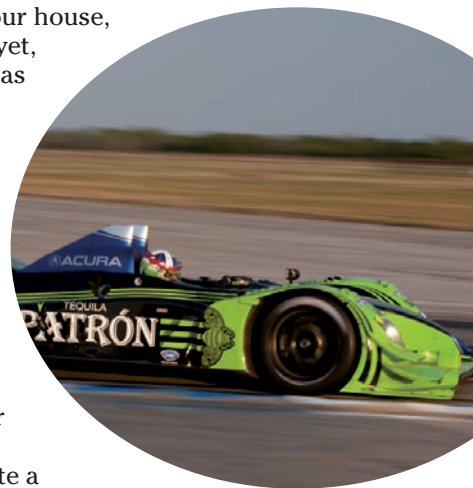 our house,
yet,
as
ACURA
TEQUILA
PATRÓN
r
te a